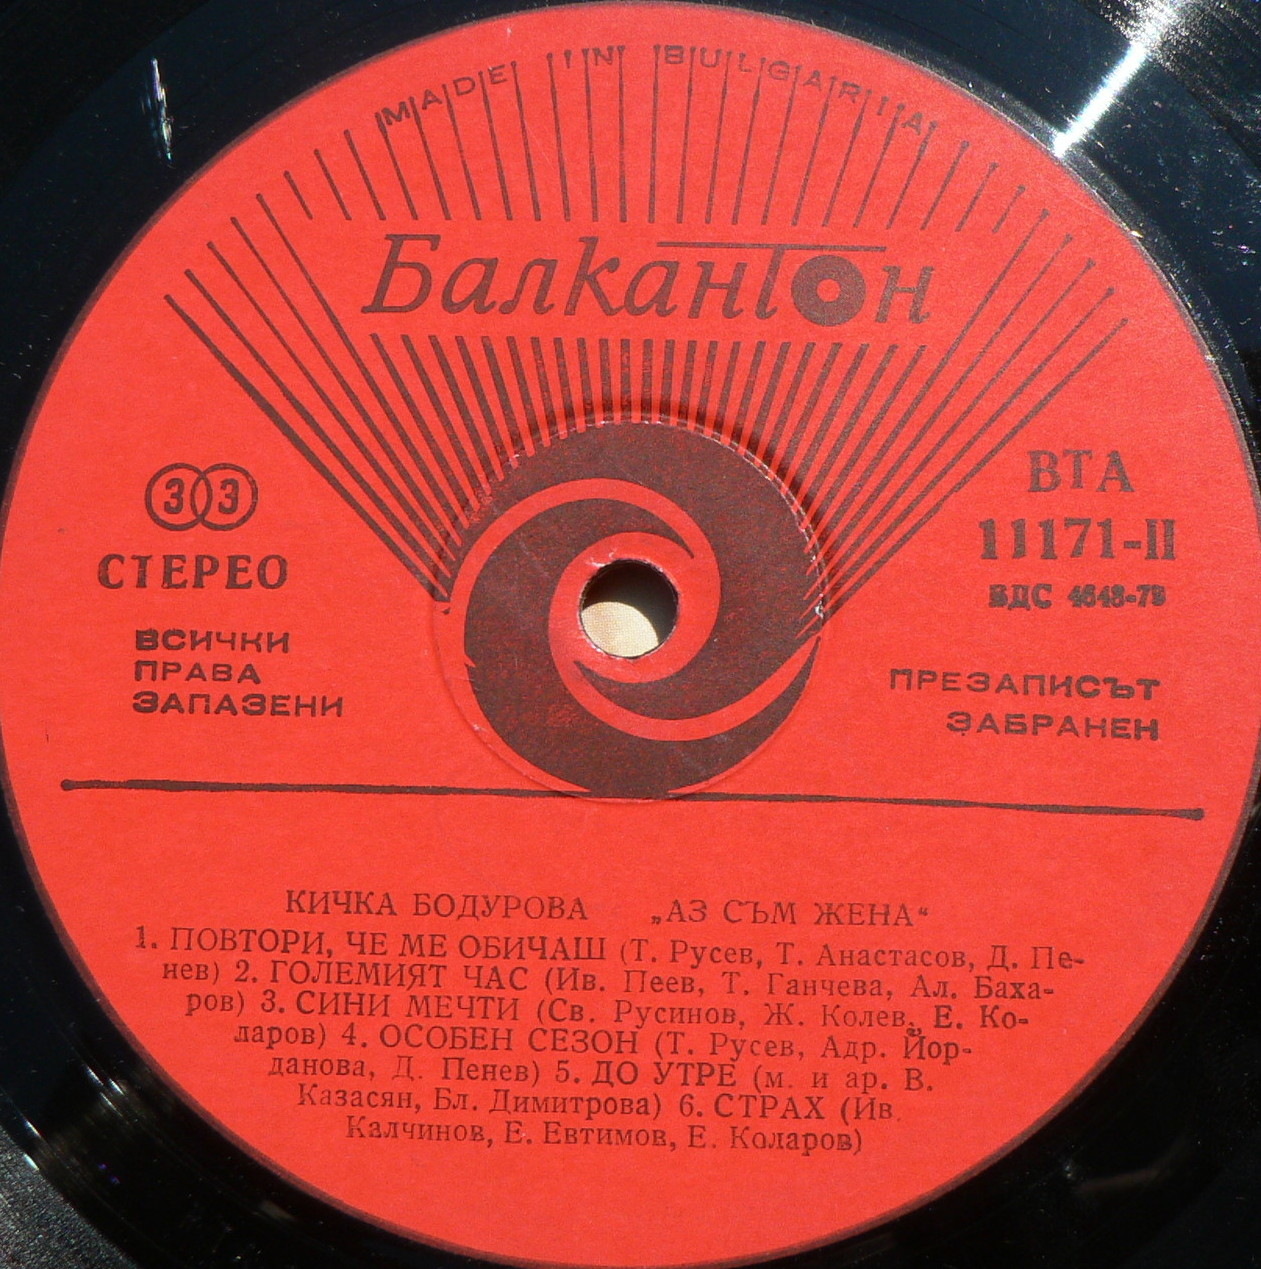 MADE IN BULGARIA
Балкантон
33
СТЕРЕО
ВСИЧКИ
ПРАВА
ЗАПАЗЕНИ
ВТА
11171-II
БДС 4648-79
ПРЕЗАПИСЪТ
ЗАБРАНЕН
КИЧКА БОДУРОВА „АЗ СЪМ ЖЕНА“
1. ПОВТОРИ, ЧЕ МЕ ОБИЧАШ (Т. Русев, Т. Анастасов, Д. Пе-
нев) 2. ГОЛЕМИЯТ ЧАС (Ив. Пеев, Т. Ганчева, Ал. Баха-
ров) 3. СИНИ МЕЧТИ (Св. Русинов, Ж. Колев, Е. Ко-
ларов) 4. ОСОБЕН СЕЗОН (Т. Русев, Адр. Йор-
данова, Д. Пенев) 5. ДО УТРЕ (м. и ар. В.
Казасян, Бл. Димитрова) 6. СТРАХ (Ив.
Калчинов, Е. Евтимов, Е. Коларов)